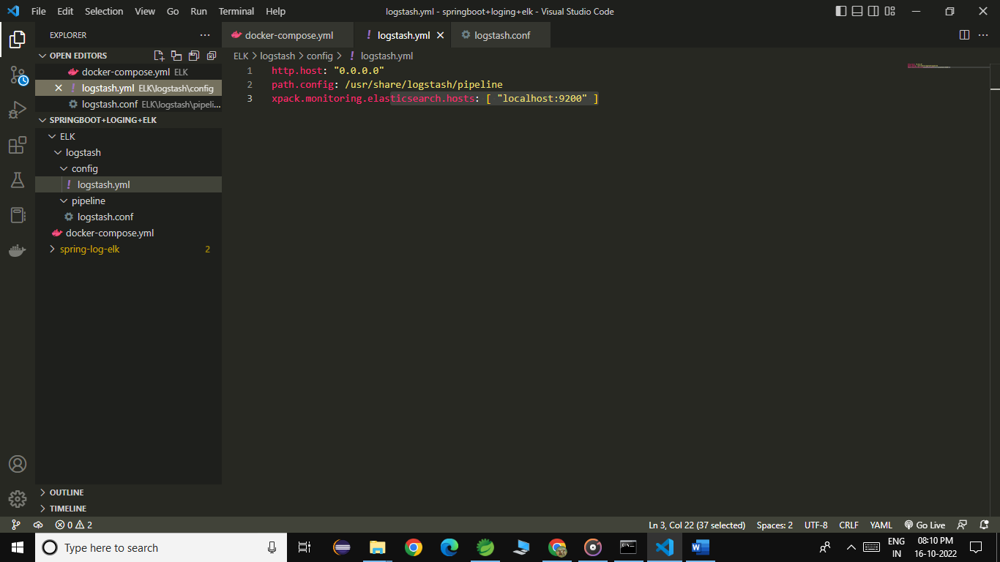 File Edit Selection View Go Run Terminal Help
logstash.yml - springboot+loging+elk - Visual Studio Code
EXPLORER
docker-compose.yml
logstash.yml
logstash.conf
OPEN EDITORS
docker-compose.yml ELK
logstash.yml ELK\logstash\config
logstash.conf ELK\logstash\pipeli...
SPRINGBOOT+LOGING+ELK
ELK
logstash
config
logstash.yml
pipeline
logstash.conf
docker-compose.yml
spring-log-elk 2
OUTLINE
TIMELINE
ELK > logstash > config > ! logstash.yml
1 http.host: "0.0.0.0"
2 path.config: /usr/share/logstash/pipeline
3 xpack.monitoring.elasticsearch.hosts: [ "localhost:9200" ]
0 2
Ln 3, Col 22 (37 selected) Spaces: 2 UTF-8 CRLF YAML Go Live
Type here to search
ENG
IN
08:10 PM
16-10-2022